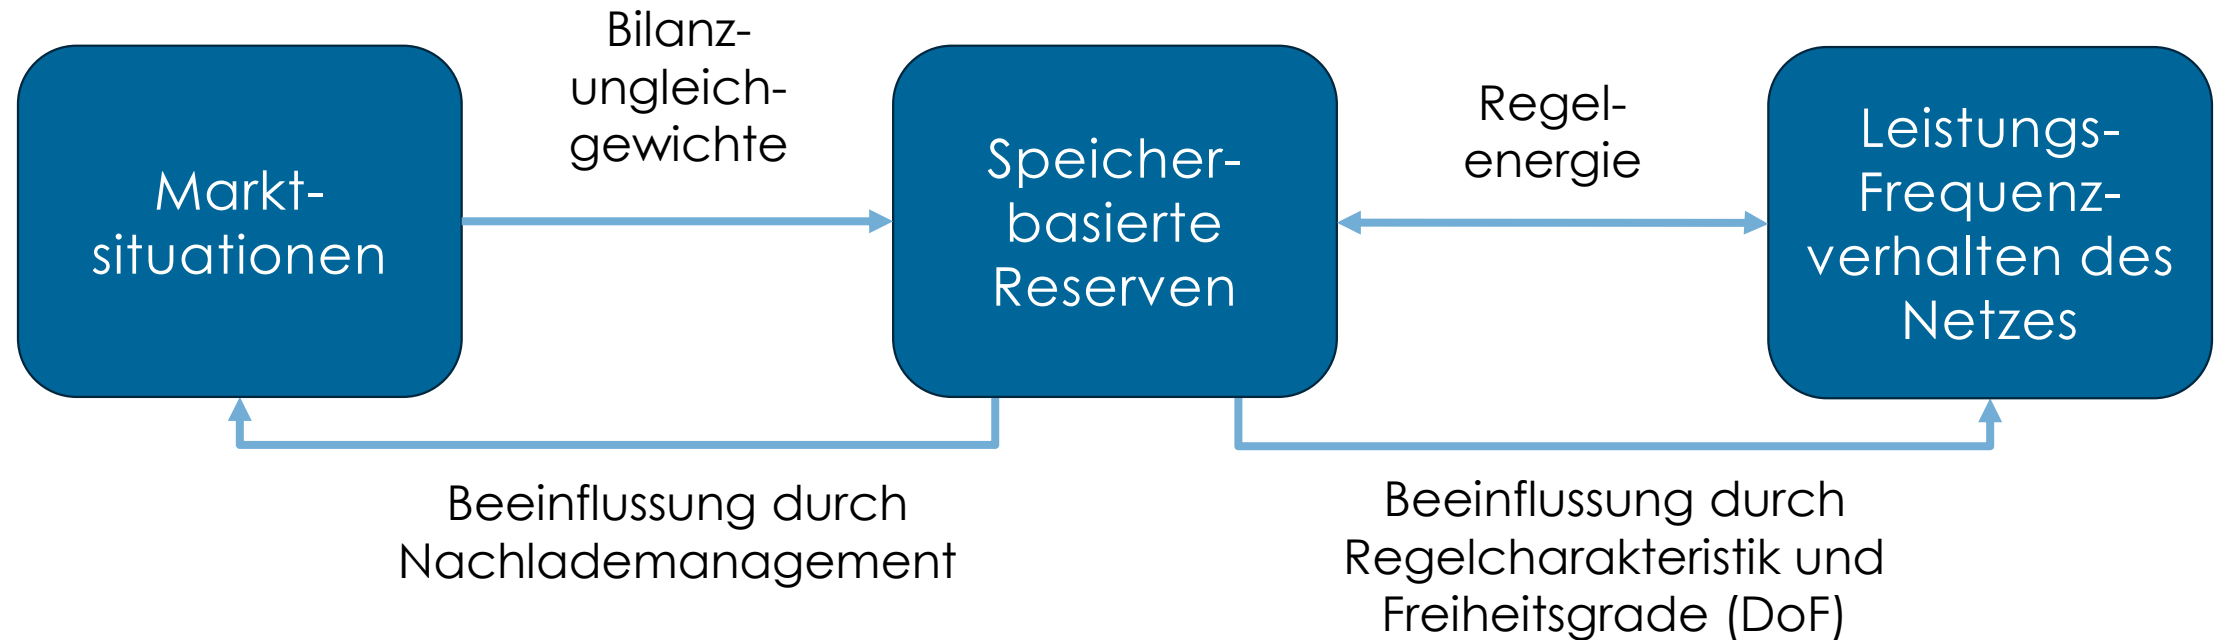 Markt-
situationen
Bilanz-
ungleich-
gewichte
Speicher-
basierte
Reserven
Regel-
energie
Leistungs-
Frequenz-
verhalten des
Netzes
Beeinflussung durch
Nachlademanagement
Beeinflussung durch
Regelcharakteristik und
Freiheitsgrade (DoF)